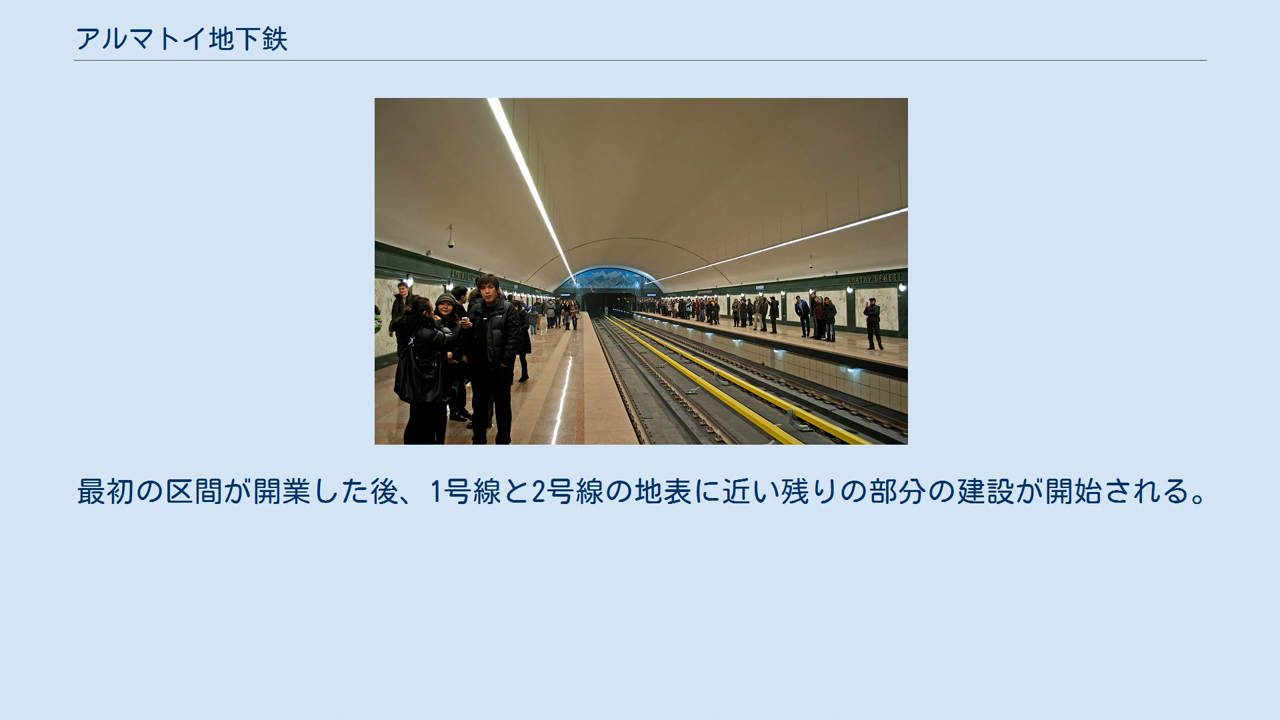 アルマトイ地下鉄
最初の区間が開業した後、1号線と2号線の地表に近い残りの部分の建設が開始される。